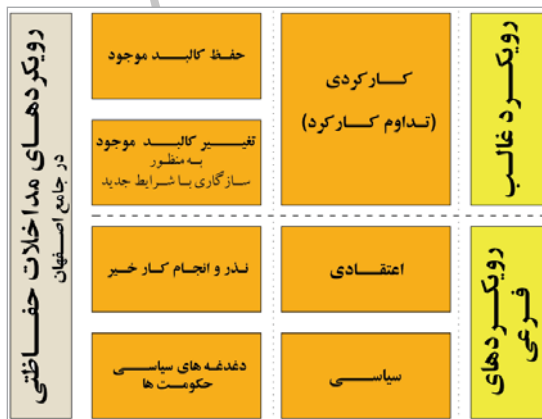 رویکرد غالب
کارکردی
(تداوم کارکرد)
حفظ کالبد موجود
تغییر کالبد موجود
به منظور
سازگاری با شرایط جدید
رویکردهای
فرعی
اعتقادی
نذر و انجام کار خیر
سیاسی
دغدغه های سیاسی
حکومت ها
رویکردهای مداخلات حفاظتی
در جامع اصفهان